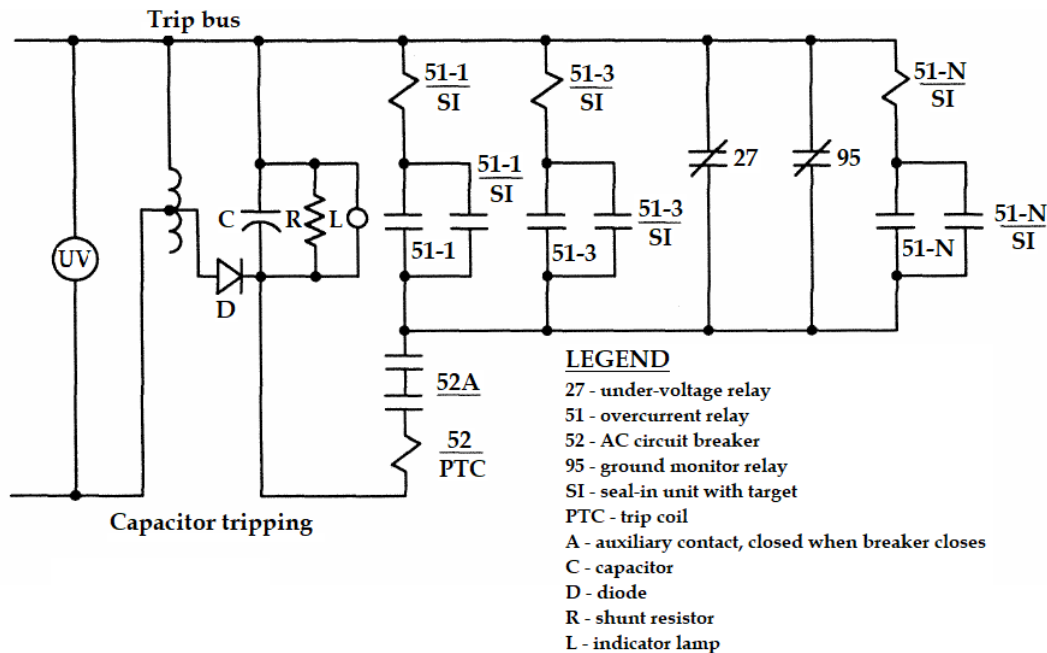 Trip bus
51-1
SI
51-3
SI
51-N
SI
51-1
SI
27
95
C
R
L
51-3
SI
51-N
SI
51-1
51-3
51-N
UV
D
52A
52
PTC
Capacitor tripping
LEGEND
27 - under-voltage relay
51 - overcurrent relay
52 - AC circuit breaker
95 - ground monitor relay
SI - seal-in unit with target
PTC - trip coil
A - auxiliary contact, closed when breaker closes
C - capacitor
D - diode
R - shunt resistor
L - indicator lamp